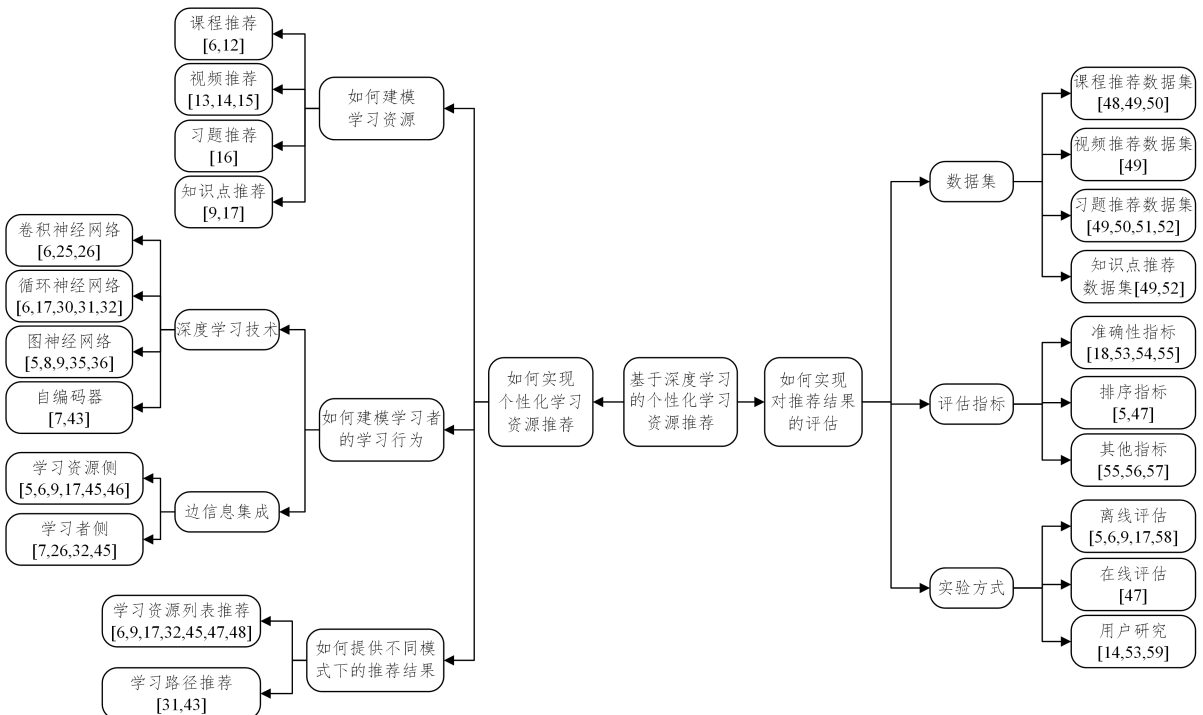 课程推荐
[6,12]
视频推荐
[13,14,15]
习题推荐
[16]
知识点推荐
[9,17]
如何建模
学习资源
卷积神经网络
[6,25,26]
循环神经网络
[6,17,30,31,32]
图神经网络
[5,8,9,35,36]
自编码器
[7,43]
深度学习技术
学习资源侧
[5,6,9,17,45,46]
学习者侧
[7,26,32,45]
边信息集成
如何建模学习者
的学习行为
学习资源列表推荐
[6,9,17,32,45,47,48]
学习路径推荐
[31,43]
如何提供不同模
式下的推荐结果
如何实现
个性化学习
资源推荐
基于深度学习
的个性化学习
资源推荐
如何实现
对推荐结果
的评估
数据集
课程推荐数据集
[48,49,50]
视频推荐数据集
[49]
习题推荐数据集
[49,50,51,52]
知识点推荐
数据集[49,52]
评估指标
准确性指标
[18,53,54,55]
排序指标
[5,47]
其他指标
[55,56,57]
实验方式
离线评估
[5,6,9,17,58]
在线评估
[47]
用户研究
[14,53,59]